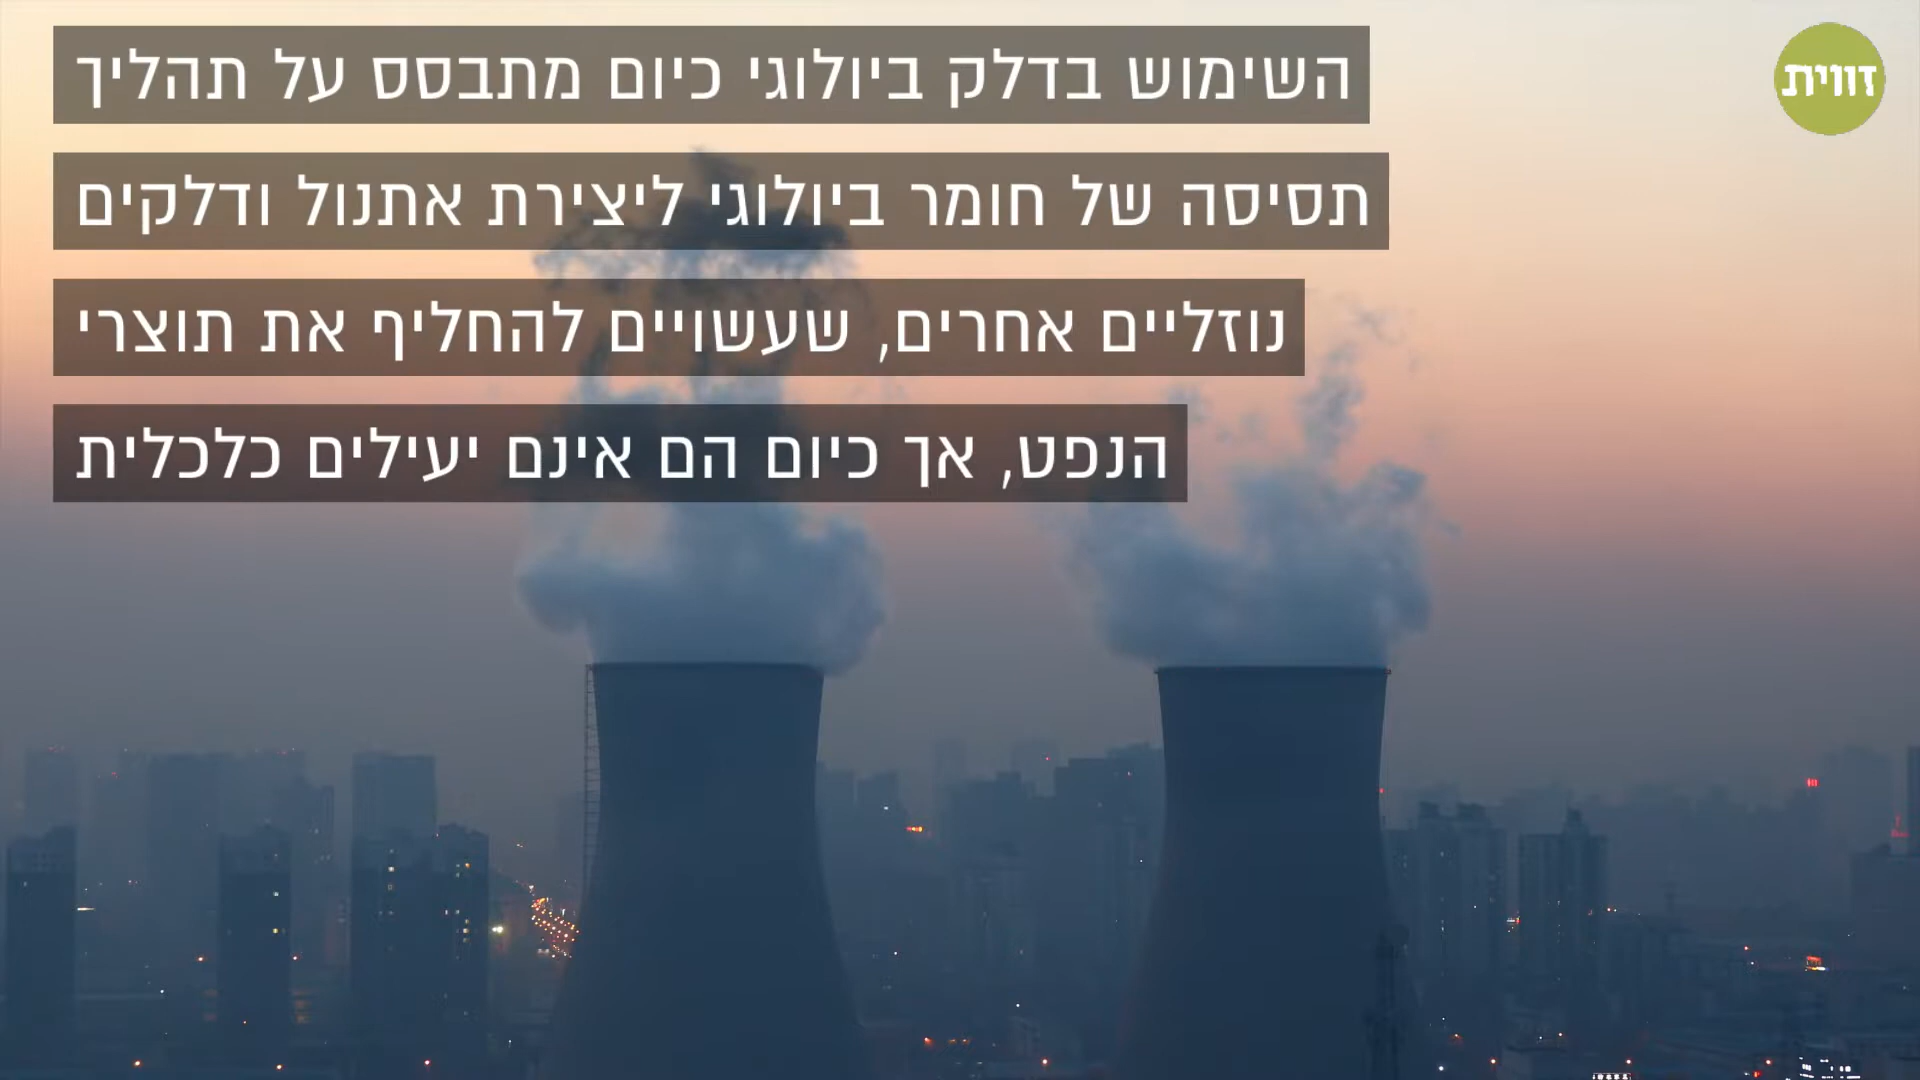 השימוש בדלק ביולוגי כיום מתבסס על תהליך
תסיסה של חומר ביולוגי ליצירת אתנול ודלקים
נוזליים אחרים, שעשויים להחליף את תוצרי
הנפט, אך כיום הם אינם יעילים כלכלית
זווית